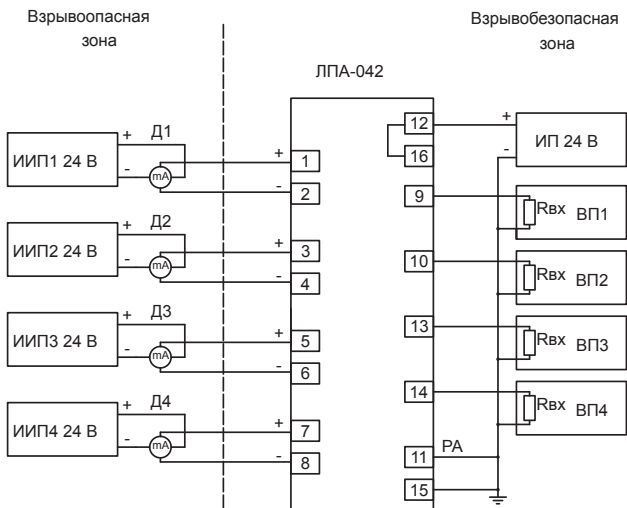 Взрывоопасная
зона
Взрывобезопасная
зона
ЛПА-042
ИИП1 24 В
+ Д1
- mA
+ 1
- 2
ИИП2 24 В
+ Д2
- mA
+ 3
- 4
ИИП3 24 В
+ Д3
- mA
+ 5
- 6
ИИП4 24 В
+ Д4
- mA
+ 7
- 8
12 +
16 -
ИП 24 В
9 Rвх ВП1
10 Rвх ВП2
13 Rвх ВП3
14 Rвх ВП4
11 PA
15